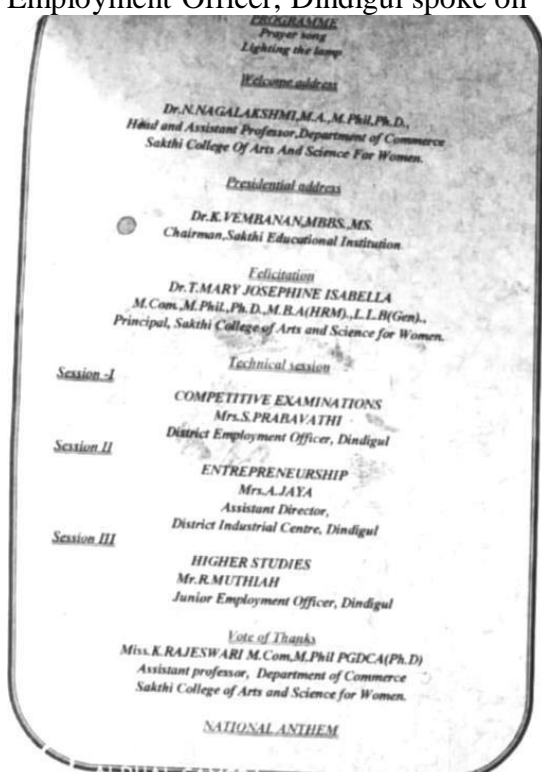 Employment Officer, Dindigul spoke on
PROGRAMME
Prayer song
Lighting the lamp
Welcome address
Dr.N.NAGALAKSHMI,M.A.,M.Phil,Ph.D.,
Head and Assistant Professor,Department of Commerce
Sakthi College Of Arts And Science For Women.
Presidential address
Dr.K.VEMBANAN,MBBS.,MS.
Chairman,Sakthi Educational Institution
Felicitation
Dr.T.MARY JOSEPHINE ISABELLA
M.Com.,M.Phil.,Ph.D.,M.B.A(HRM).,L.L.B(Gen).,
Principal, Sakthi College of Arts and Science for Women.
Technical session
Session -I
COMPETITIVE EXAMINATIONS
Mrs.S.PRABAVATHI
District Employment Officer, Dindigul
Session II
ENTREPRENEURSHIP
Mrs.A.JAYA
Assistant Director,
District Industrial Centre, Dindigul
Session III
HIGHER STUDIES
Mr.R.MUTHIAH
Junior Employment Officer, Dindigul
Vote of Thanks
Miss.K.RAJESWARI M.Com,M.Phil PGDCA(Ph.D)
Assistant professor, Department of Commerce
Sakthi College of Arts and Science for Women.
NATIONAL ANTHEM